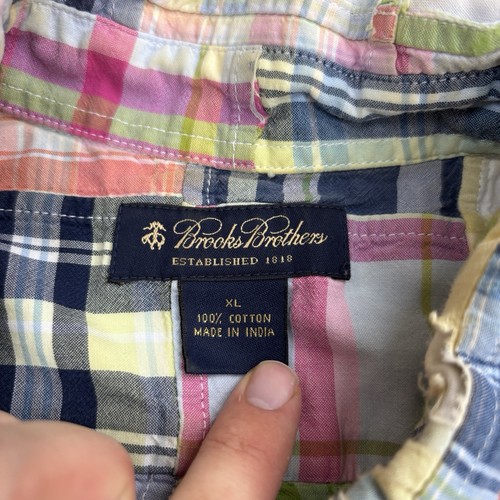 Brooks Brothers
ESTABLISHED 1818
XL
100% COTTON
MADE IN INDIA